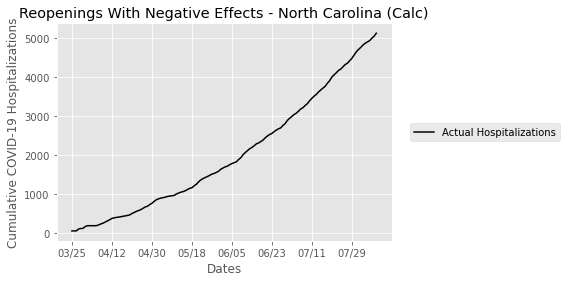 Reopenings With Negative Effects - North Carolina (Calc)
Cumulative COVID-19 Hospitalizations
5000
4000
3000
2000
1000
0
03/25 04/12 04/30 05/18 06/05 06/23 07/11 07/29
Dates
Actual Hospitalizations